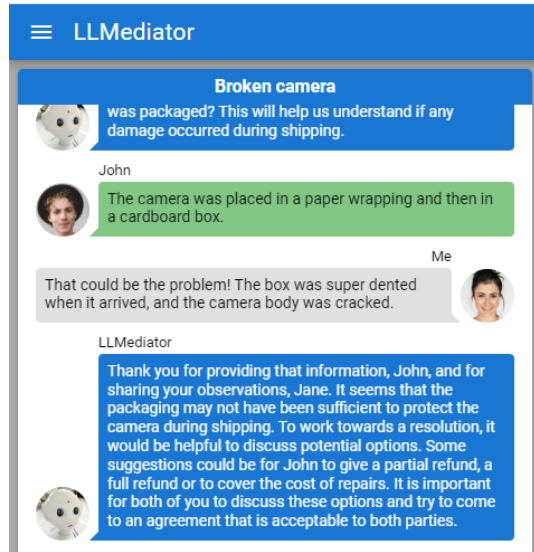 LLMediator
Broken camera
was packaged? This will help us understand if any
damage occurred during shipping.
John
The camera was placed in a paper wrapping and then in
a cardboard box.
Me
That could be the problem! The box was super dented
when it arrived, and the camera body was cracked.
LLMediator
Thank you for providing that information, John, and for
sharing your observations, Jane. It seems that the
packaging may not have been sufficient to protect the
camera during shipping. To work towards a resolution, it
would be helpful to discuss potential options. Some
suggestions could be for John to give a partial refund, a
full refund or to cover the cost of repairs. It is important
for both of you to discuss these options and try to come
to an agreement that is acceptable to both parties.